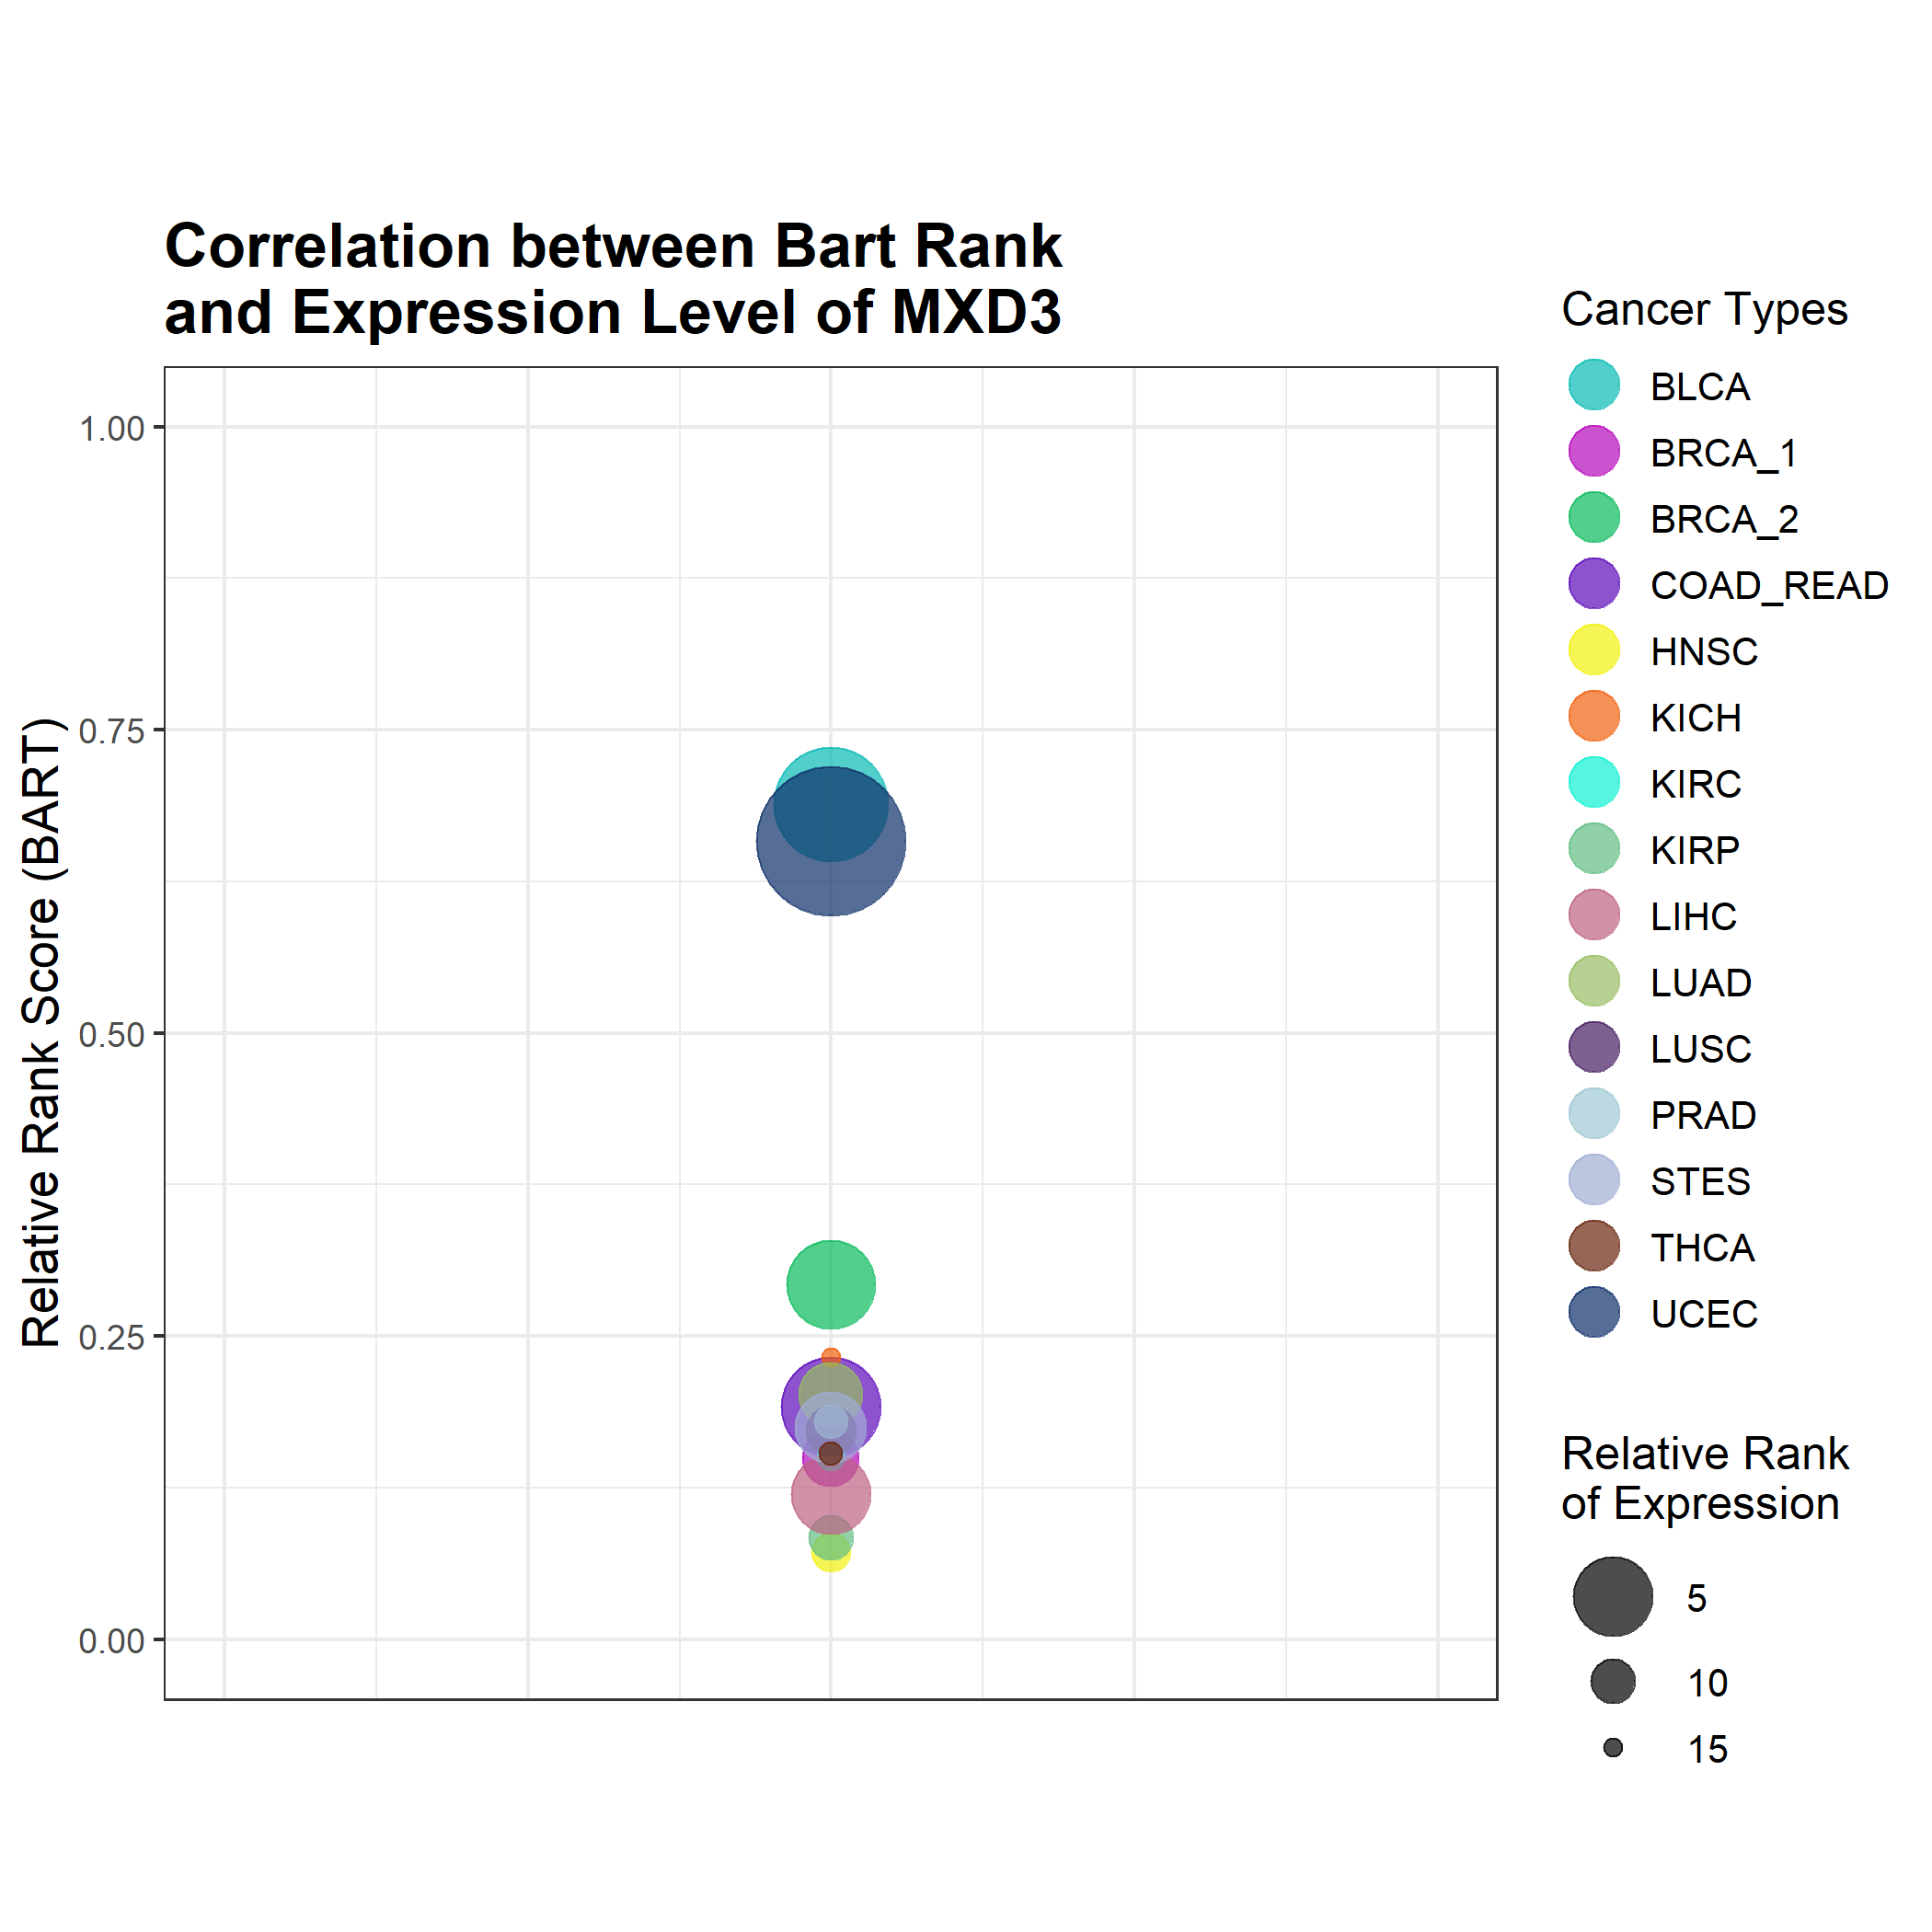 Correlation between Bart Rank
and Expression Level of MXD3
Relative Rank Score (BART)
1.00
0.75
0.50
0.25
0.00
Cancer Types
BLCA
BRCA_1
BRCA_2
COAD_READ
HNSC
KICH
KIRC
KIRP
LIHC
LUAD
LUSC
PRAD
STES
THCA
UCEC
Relative Rank
of Expression
5
10
15